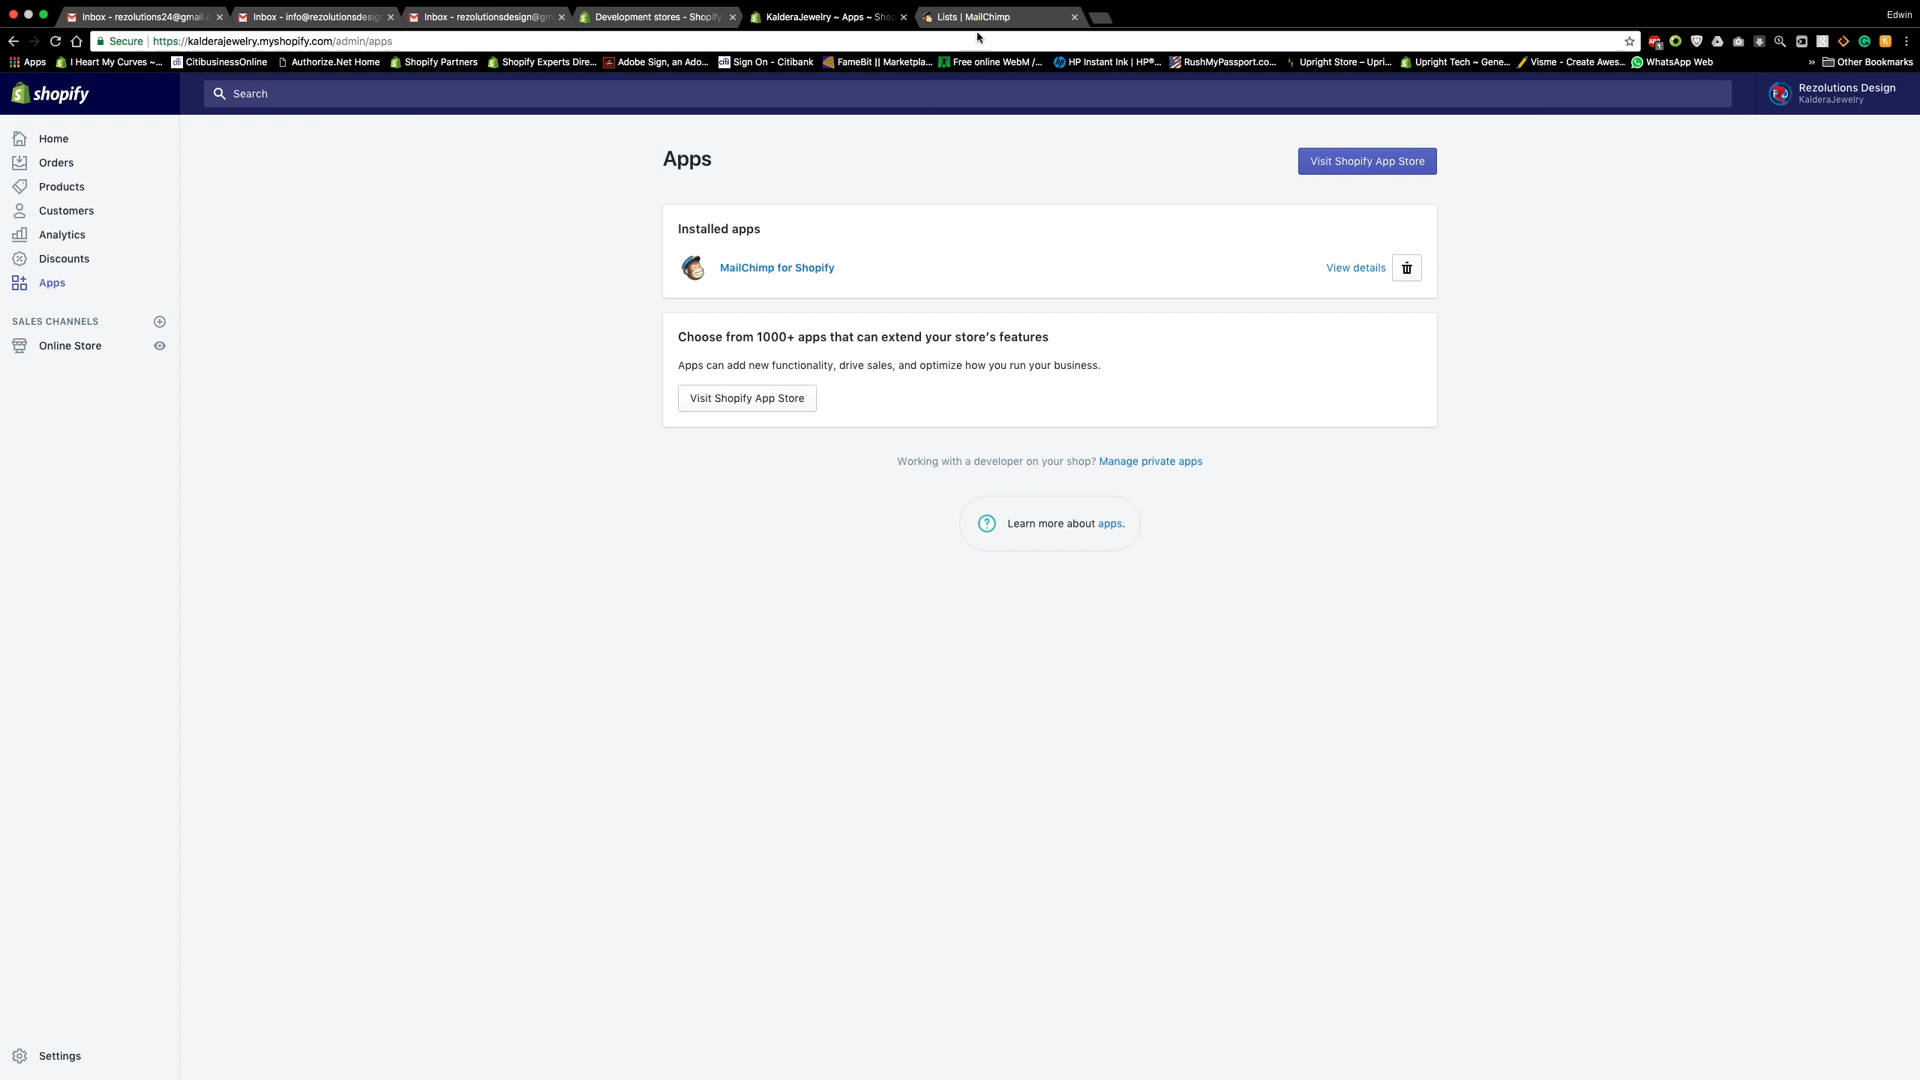 Inbox - rezolutions24@gmail.c
Inbox - info@rezolutionsdesig
Inbox - rezolutionsdesign@gm
Development stores - Shopify
KalderaJewelry ~ Apps ~ Shop
Lists | MailChimp
Edwin
Secure | https://kalderajewelry.myshopify.com/admin/apps
Apps
I Heart My Curves ~...
CitibusinessOnline
Authorize.Net Home
Shopify Partners
Shopify Experts Dire...
Adobe Sign, an Ado...
Sign On - Citibank
FameBit || Marketpla...
Free online WebM /...
HP Instant Ink | HP®...
RushMyPassport.co...
Upright Store – Upri...
Upright Tech ~ Gene...
Visme - Create Awes...
WhatsApp Web
» Other Bookmarks
shopify
Search
Rezolutions Design
KalderaJewelry
Home
Orders
Products
Customers
Analytics
Discounts
Apps
SALES CHANNELS
Online Store
Settings
Apps
Visit Shopify App Store
Installed apps
MailChimp for Shopify
View details
Choose from 1000+ apps that can extend your store’s features
Apps can add new functionality, drive sales, and optimize how you run your business.
Visit Shopify App Store
Working with a developer on your shop? Manage private apps
Learn more about apps.